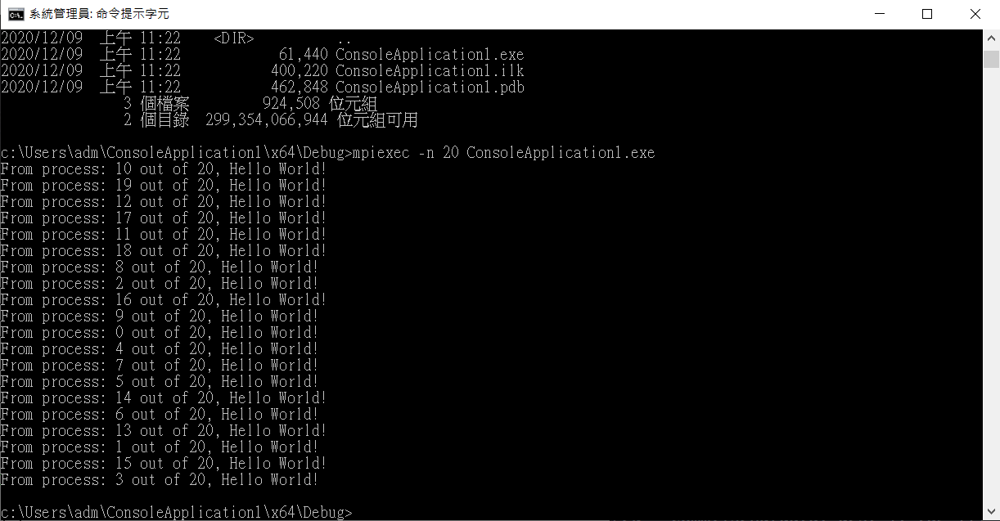 系統管理員: 命令提示字元
2020/12/09  上午 11:22    <DIR>          ..
2020/12/09  上午 11:22            61,440 ConsoleApplication1.exe
2020/12/09  上午 11:22           400,220 ConsoleApplication1.ilk
2020/12/09  上午 11:22           462,848 ConsoleApplication1.pdb
               3 個檔案         924,508 位元組
               2 個目錄  299,354,066,944 位元組可用
c:\Users\adm\ConsoleApplication1\x64\Debug>mpiexec -n 20 ConsoleApplication1.exe
From process: 10 out of 20, Hello World!
From process: 19 out of 20, Hello World!
From process: 12 out of 20, Hello World!
From process: 17 out of 20, Hello World!
From process: 11 out of 20, Hello World!
From process: 18 out of 20, Hello World!
From process: 8 out of 20, Hello World!
From process: 2 out of 20, Hello World!
From process: 16 out of 20, Hello World!
From process: 9 out of 20, Hello World!
From process: 0 out of 20, Hello World!
From process: 4 out of 20, Hello World!
From process: 7 out of 20, Hello World!
From process: 5 out of 20, Hello World!
From process: 14 out of 20, Hello World!
From process: 6 out of 20, Hello World!
From process: 13 out of 20, Hello World!
From process: 1 out of 20, Hello World!
From process: 15 out of 20, Hello World!
From process: 3 out of 20, Hello World!
c:\Users\adm\ConsoleApplication1\x64\Debug>